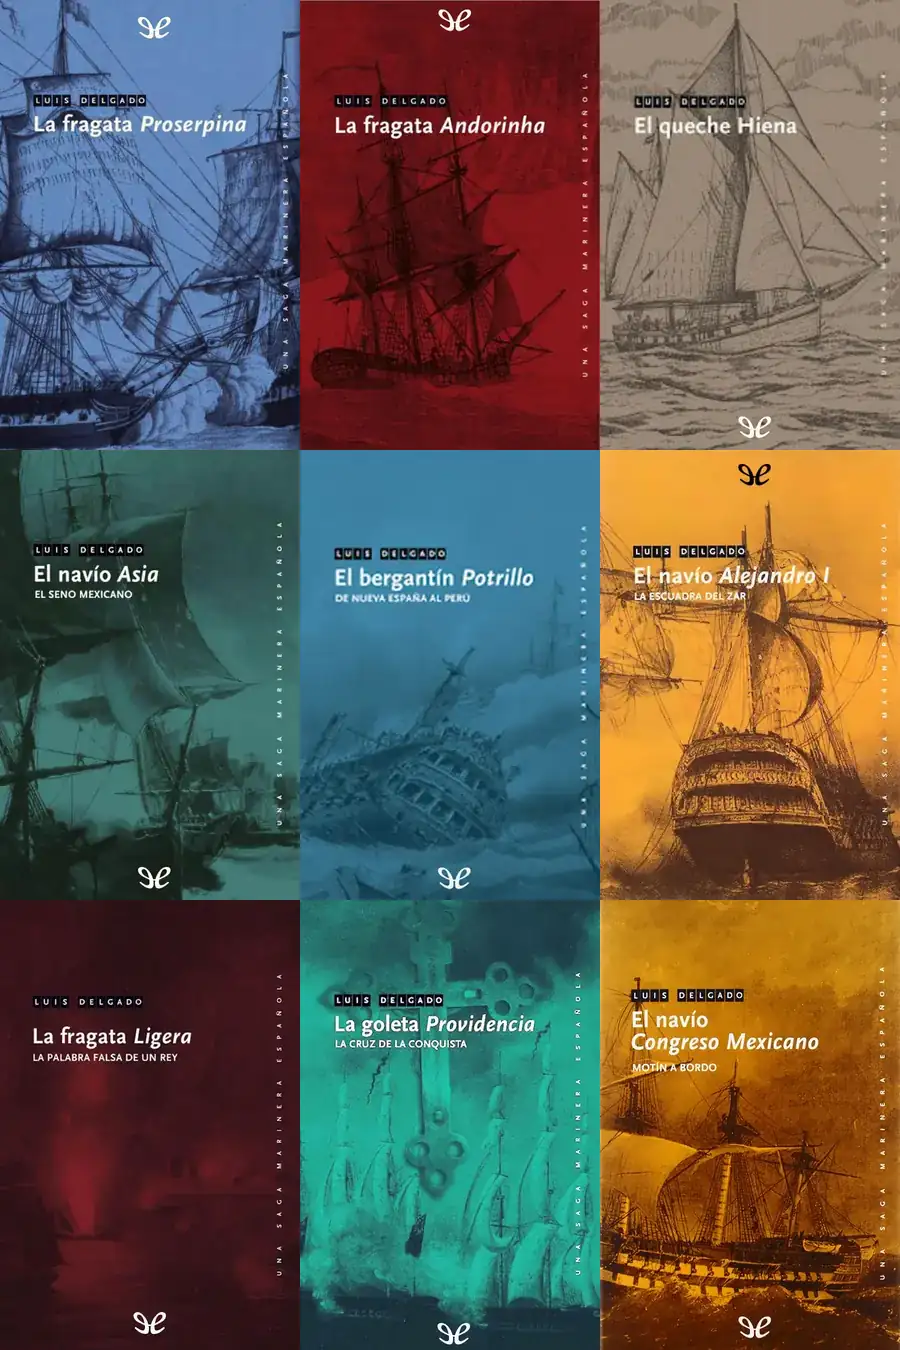 LUIS DELGADO
La fragata Proserpina
UNA SAGA MARINERA ESPAÑOLA
LUIS DELGADO
La fragata Andorinha
UNA SAGA MARINERA ESPAÑOLA
LUIS DELGADO
El queche Hiena
UNA SAGA MARINERA ESPAÑOLA
LUIS DELGADO
El navío Asia
EL SENO MEXICANO
UNA SAGA MARINERA ESPAÑOLA
LUIS DELGADO
El bergantín Potrillo
DE NUEVA ESPAÑA AL PERÚ
UNA SAGA MARINERA ESPAÑOLA
LUIS DELGADO
El navío Alejandro I
LA ESCUADRA DEL ZAR
UNA SAGA MARINERA ESPAÑOLA
LUIS DELGADO
La fragata Ligera
LA PALABRA FALSA DE UN REY
UNA SAGA MARINERA ESPAÑOLA
LUIS DELGADO
La goleta Providencia
LA CRUZ DE LA CONQUISTA
UNA SAGA MARINERA ESPAÑOLA
LUIS DELGADO
El navío
Congreso Mexicano
MOTÍN A BORDO
UNA SAGA MARINERA ESPAÑOLA